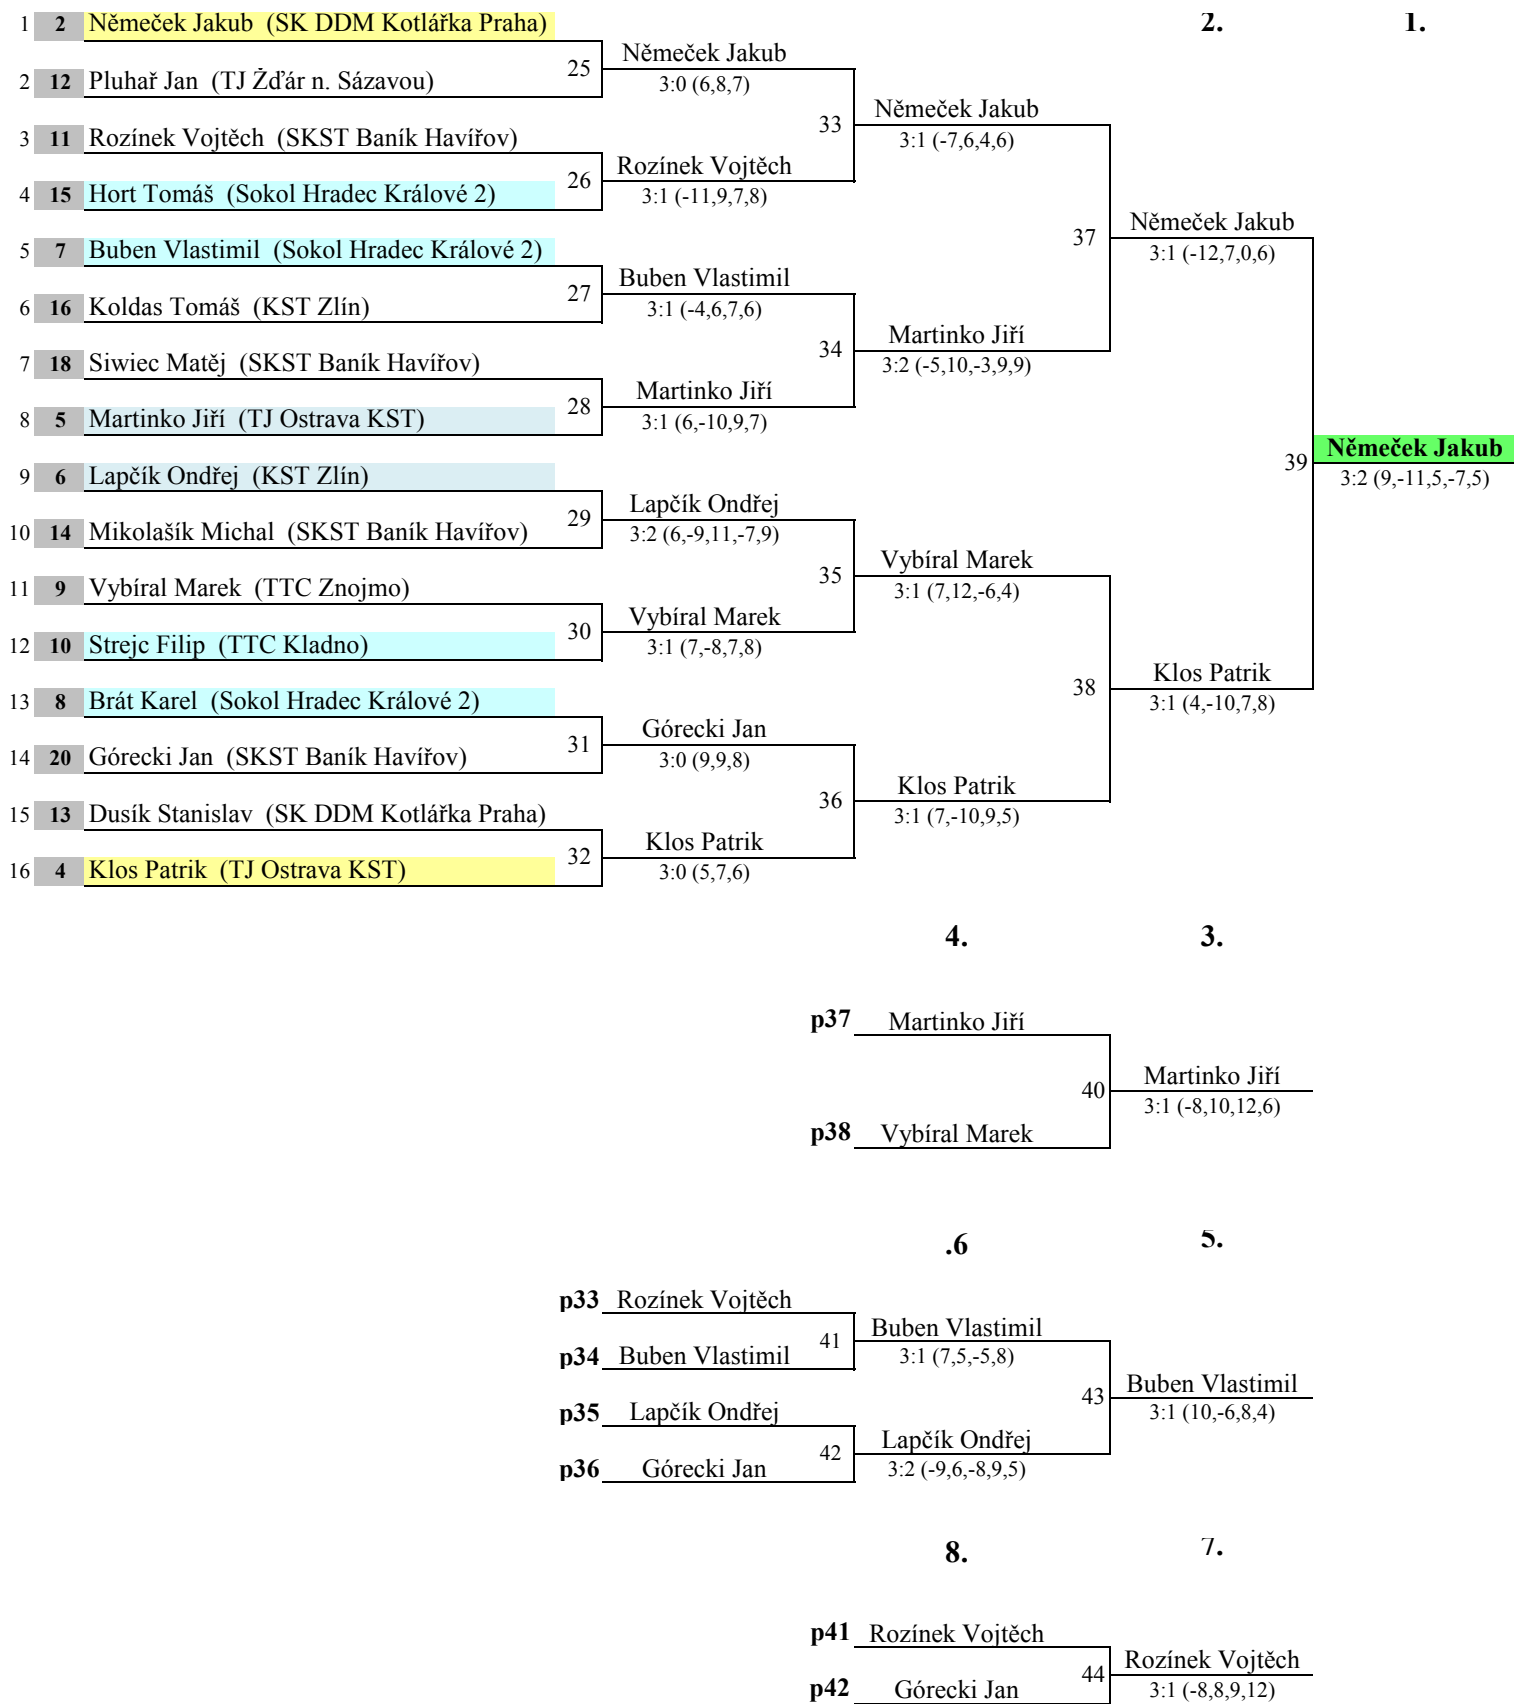 2. 1.
1 2 Němeček Jakub (SK DDM Kotlářka Praha)
25 Němeček Jakub
3:0 (6,8,7)
2 12 Pluhař Jan (TJ Žďár n. Sázavou)
33 Němeček Jakub
3:1 (-7,6,4,6)
3 11 Rozínek Vojtěch (SKST Baník Havířov)
26 Rozínek Vojtěch
3:1 (-11,9,7,8)
4 15 Hort Tomáš (Sokol Hradec Králové 2)
37 Němeček Jakub
3:1 (-12,7,0,6)
5 7 Buben Vlastimil (Sokol Hradec Králové 2)
27 Buben Vlastimil
3:1 (-4,6,7,6)
6 16 Koldas Tomáš (KST Zlín)
34 Martinko Jiří
3:2 (-5,10,-3,9,9)
7 18 Siwiec Matěj (SKST Baník Havířov)
28 Martinko Jiří
3:1 (6,-10,9,7)
8 5 Martinko Jiří (TJ Ostrava KST)
39 Němeček Jakub
3:2 (9,-11,5,-7,5)
9 6 Lapčík Ondřej (KST Zlín)
29 Lapčík Ondřej
3:2 (6,-9,11,-7,9)
10 14 Mikolašík Michal (SKST Baník Havířov)
35 Vybíral Marek
3:1 (7,12,-6,4)
11 9 Vybíral Marek (TTC Znojmo)
30 Vybíral Marek
3:1 (7,-8,7,8)
12 10 Strejc Filip (TTC Kladno)
38 Klos Patrik
3:1 (4,-10,7,8)
13 8 Brát Karel (Sokol Hradec Králové 2)
31 Górecki Jan
3:0 (9,9,8)
14 20 Górecki Jan (SKST Baník Havířov)
36 Klos Patrik
3:1 (7,-10,9,5)
15 13 Dusík Stanislav (SK DDM Kotlářka Praha)
32 Klos Patrik
3:0 (5,7,6)
16 4 Klos Patrik (TJ Ostrava KST)
4. 3.
p37 Martinko Jiří
40 Martinko Jiří
3:1 (-8,10,12,6)
p38 Vybíral Marek
.6 5.
p33 Rozínek Vojtěch
41 Buben Vlastimil
3:1 (7,5,-5,8)
p34 Buben Vlastimil
43 Buben Vlastimil
3:1 (10,-6,8,4)
p35 Lapčík Ondřej
42 Lapčík Ondřej
3:2 (-9,6,-8,9,5)
p36 Górecki Jan
8. 7.
p41 Rozínek Vojtěch
44 Rozínek Vojtěch
3:1 (-8,8,9,12)
p42 Górecki Jan